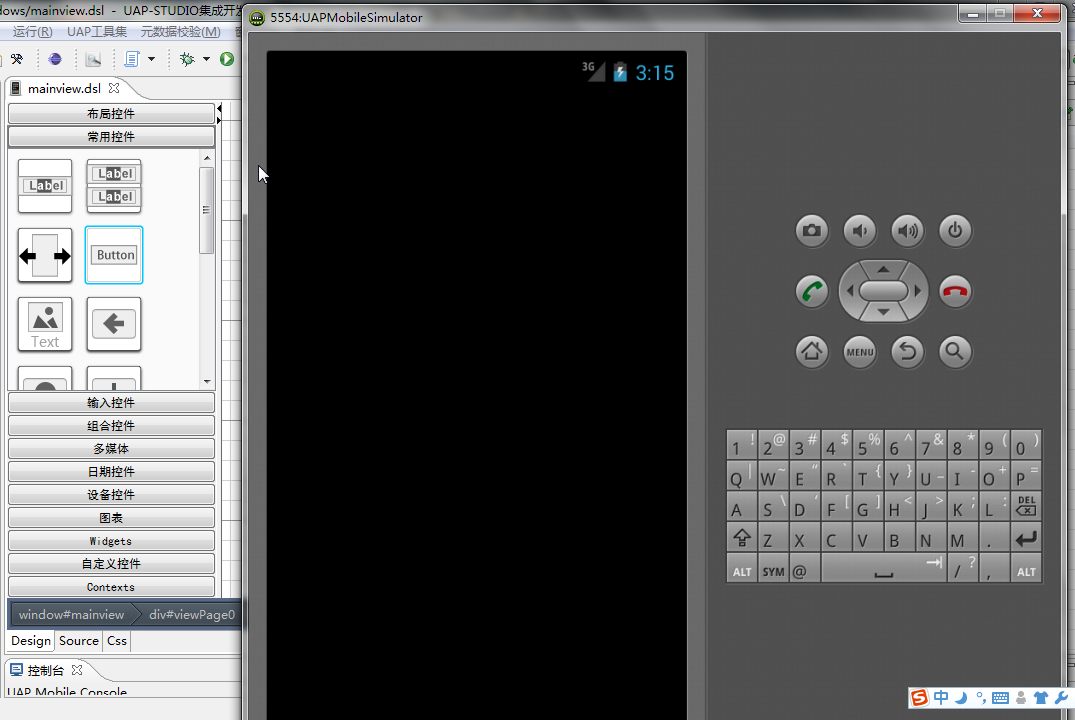 dows/mainview.dsl - UAP-STUDIO集成开发
5554:UAPMobileSimulator
运行(R) UAP工具集 元数据校验(M)
mainview.dsl
布局控件
常用控件
Label
Label
Label
Button
Text
输入控件
组合控件
多媒体
日期控件
设备控件
图表
Widgets
自定义控件
Contexts
window#mainview div#viewPage0
Design Source Css
控制台
UAP Mobile Console
3G 3:15
MENU
1 ! 2 @ 3 # 4 $ 5 % 6 ^ 7 & 8 * 9 ( 0 )
Q | W ~ E " R ` T { Y } U _ I - O + P =
A S \ D ' F [ G ] H < J > K ; L : DEL
Z X C V B N M .
ALT SYM @ / ? , ALT
S 中